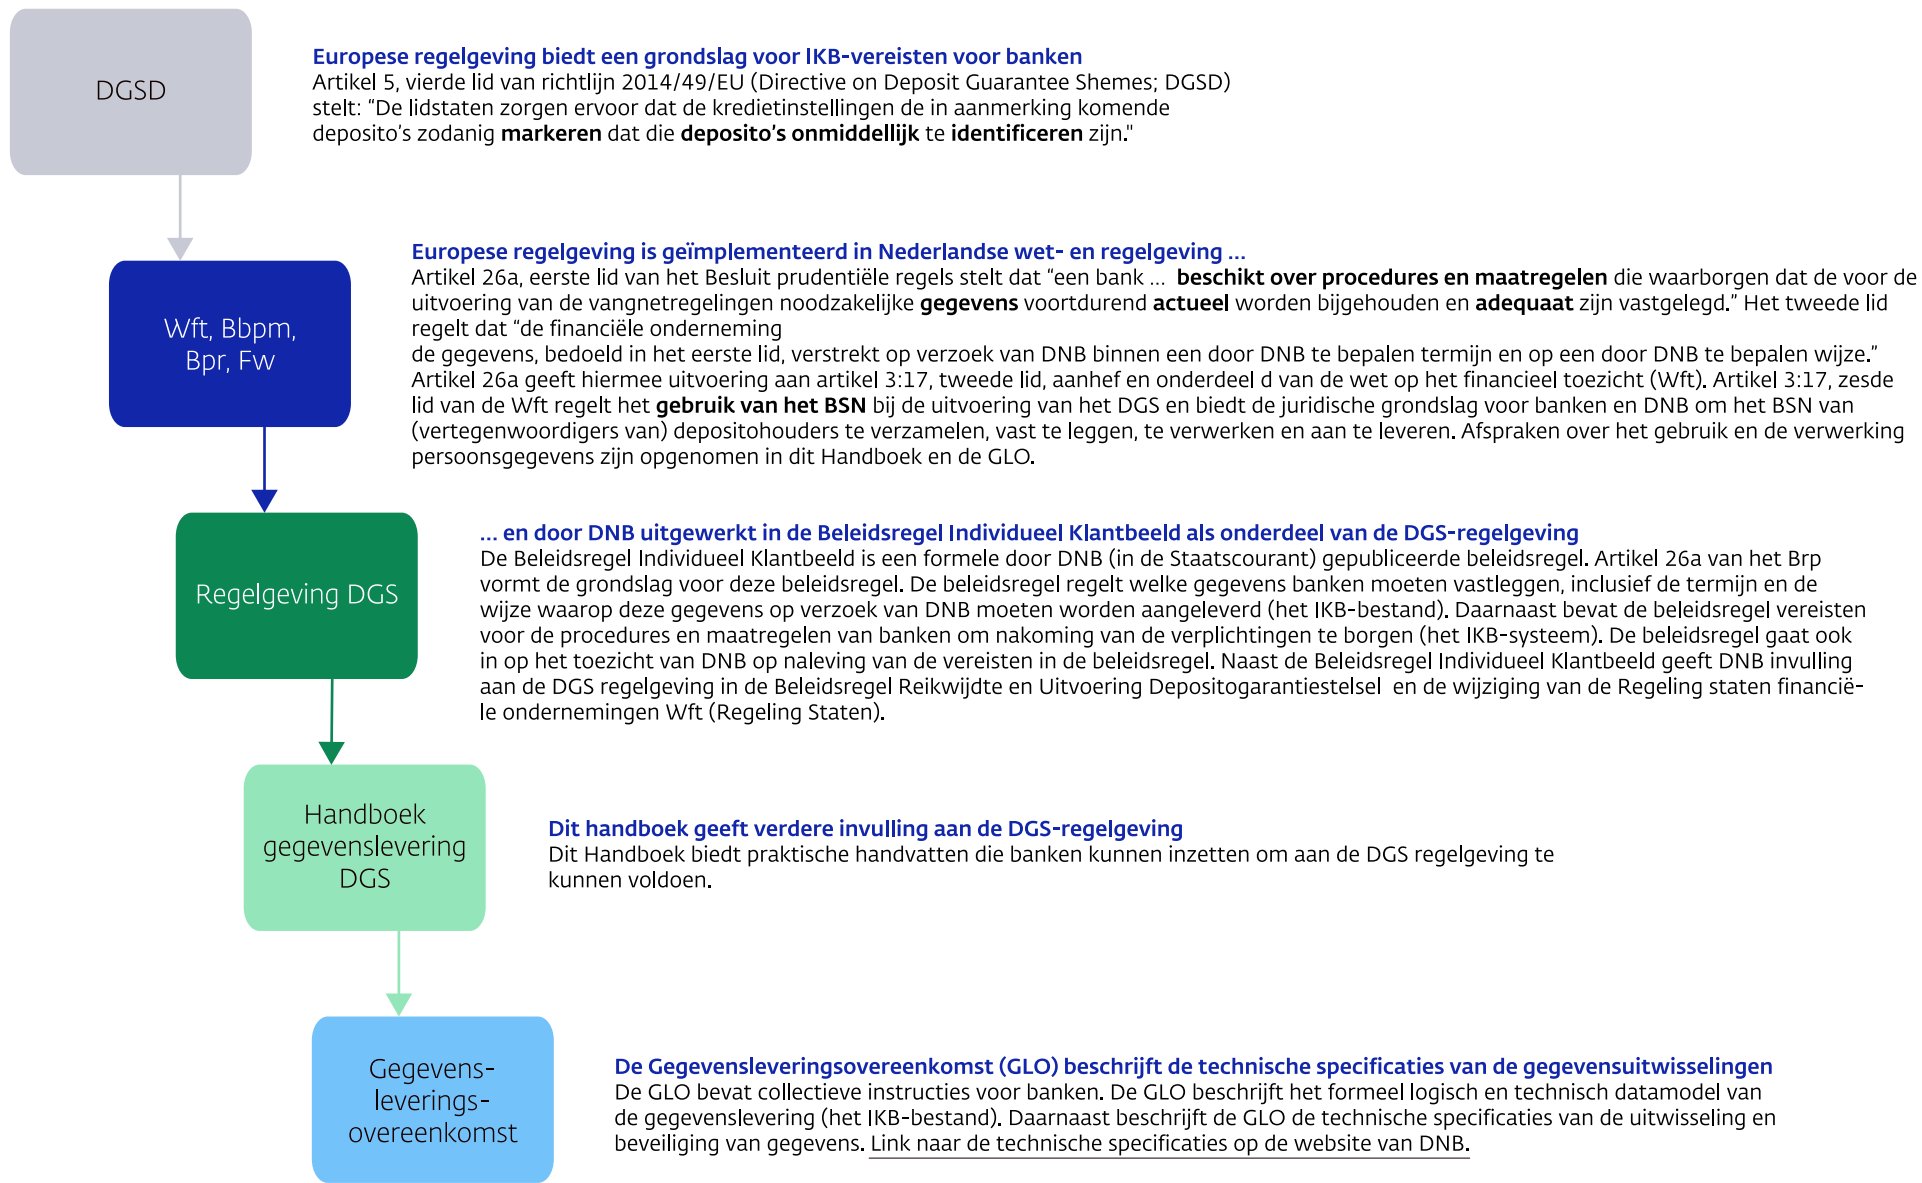 DGSD
Europese regelgeving biedt een grondslag voor IKB-vereisten voor banken
Artikel 5, vierde lid van richtlijn 2014/49/EU (Directive on Deposit Guarantee Shemes; DGSD)
stelt: “De lidstaten zorgen ervoor dat de kredietinstellingen de in aanmerking komende
deposito’s zodanig markeren dat die deposito’s onmiddellijk te identificeren zijn."
Wft, Bbpm,
Bpr, Fw
Europese regelgeving is geïmplementeerd in Nederlandse wet- en regelgeving ...
Artikel 26a, eerste lid van het Besluit prudentiële regels stelt dat “een bank ... beschikt over procedures en maatregelen die waarborgen dat de voor de
uitvoering van de vangnetregelingen noodzakelijke gegevens voortdurend actueel worden bijgehouden en adequaat zijn vastgelegd.” Het tweede lid
regelt dat “de financiële onderneming
de gegevens, bedoeld in het eerste lid, verstrekt op verzoek van DNB binnen een door DNB te bepalen termijn en op een door DNB te bepalen wijze.”
Artikel 26a geeft hiermee uitvoering aan artikel 3:17, tweede lid, aanhef en onderdeel d van de wet op het financieel toezicht (Wft). Artikel 3:17, zesde
lid van de Wft regelt het gebruik van het BSN bij de uitvoering van het DGS en biedt de juridische grondslag voor banken en DNB om het BSN van
(vertegenwoordigers van) depositohouders te verzamelen, vast te leggen, te verwerken en aan te leveren. Afspraken over het gebruik en de verwerking
persoonsgegevens zijn opgenomen in dit Handboek en de GLO.
Regelgeving DGS
... en door DNB uitgewerkt in de Beleidsregel Individueel Klantbeeld als onderdeel van de DGS-regelgeving
De Beleidsregel Individueel Klantbeeld is een formele door DNB (in de Staatscourant) gepubliceerde beleidsregel. Artikel 26a van het Brp
vormt de grondslag voor deze beleidsregel. De beleidsregel regelt welke gegevens banken moeten vastleggen, inclusief de termijn en de
wijze waarop deze gegevens op verzoek van DNB moeten worden aangeleverd (het IKB-bestand). Daarnaast bevat de beleidsregel vereisten
voor de procedures en maatregelen van banken om nakoming van de verplichtingen te borgen (het IKB-systeem). De beleidsregel gaat ook
in op het toezicht van DNB op naleving van de vereisten in de beleidsregel. Naast de Beleidsregel Individueel Klantbeeld geeft DNB invulling
aan de DGS regelgeving in de Beleidsregel Reikwijdte en Uitvoering Depositogarantiestelsel en de wijziging van de Regeling staten financië-
le ondernemingen Wft (Regeling Staten).
Handboek
gegevenslevering
DGS
Dit handboek geeft verdere invulling aan de DGS-regelgeving
Dit Handboek biedt praktische handvatten die banken kunnen inzetten om aan de DGS regelgeving te
kunnen voldoen.
Gegevens-
leverings-
overeenkomst
De Gegevensleveringsovereenkomst (GLO) beschrijft de technische specificaties van de gegevensuitwisselingen
De GLO bevat collectieve instructies voor banken. De GLO beschrijft het formeel logisch en technisch datamodel van
de gegevenslevering (het IKB-bestand). Daarnaast beschrijft de GLO de technische specificaties van de uitwisseling en
beveiliging van gegevens. Link naar de technische specificaties op de website van DNB.